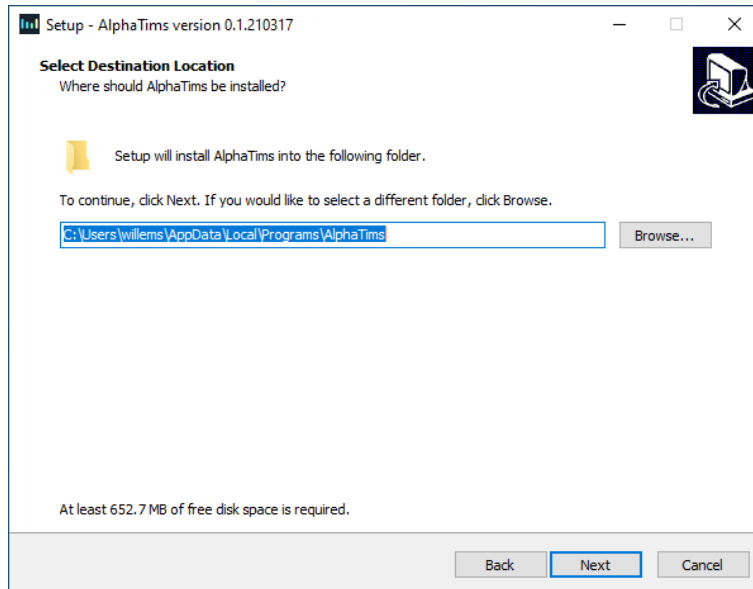 Setup - AlphaTims version 0.1.210317
Select Destination Location
Where should AlphaTims be installed?
Setup will install AlphaTims into the following folder.
To continue, click Next. If you would like to select a different folder, click Browse.
C:\Users\willems\AppData\Local\Programs\AlphaTims
Browse...
At least 652.7 MB of free disk space is required.
Back
Next
Cancel